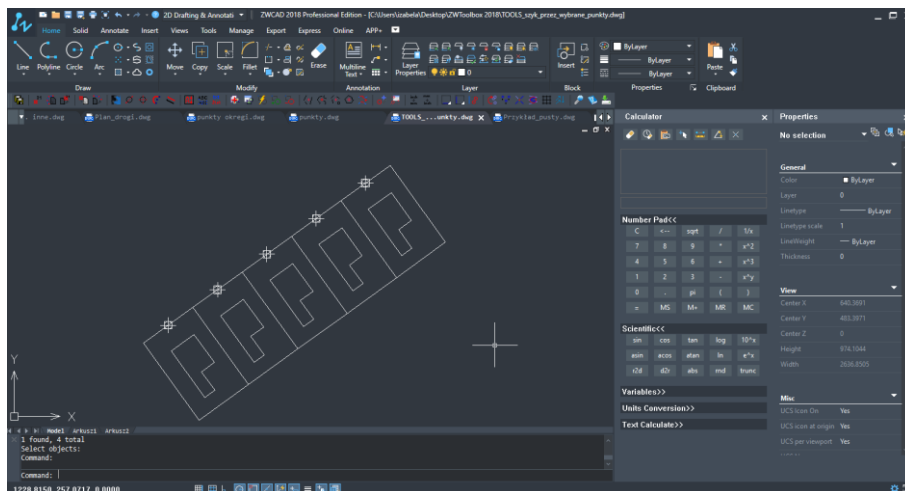 2D Drafting & Annotati
ZWCAD 2018 Professional Edition - [C:\Users\izabela\Desktop\ZWToolbox 2018\TOOLS_szyk_przez_wybrane_punkty.dwg]
Home Solid Annotate Insert Views Tools Manage Export Express Online APP+
Line Polyline Circle Arc Move Copy Scale Fillet Erase Multiline Text Layer Properties 0 Insert ByLayer ByLayer ByLayer Paste
Draw Modify Annotation Layer Block Properties Clipboard
inne.dwg Plan_drogi.dwg punkty okregi.dwg punkty.dwg TOOLS_...unkty.dwg X Przykład_pusty.dwg
Calculator
Number Pad<<
C <-- sqrt / 1/x
7 8 9 * x^2
4 5 6 + x^3
1 2 3 - x^y
0 . pi ( )
= MS M+ MR MC
Scientific<<
sin cos tan log 10^x
asin acos atan ln e^x
r2d d2r abs rnd trunc
Variables>>
Units Conversion>>
Text Calculate>>
Properties
No selection
General
Color ByLayer
Layer 0
Linetype ByLayer
Linetype scale 1
LineWeight ByLayer
Thickness 0
View
Center X 640.3691
Center Y 463.3971
Center Z 0
Height 974.1044
Width 2636.8505
Misc
UCS Icon On Yes
UCS icon at origin Yes
UCS per viewport Yes
Y
X
Model Arkusz1 Arkusz2
1 found, 4 total
Select objects:
Command:
Command:
1228.8150, 257.0717, 0.0000